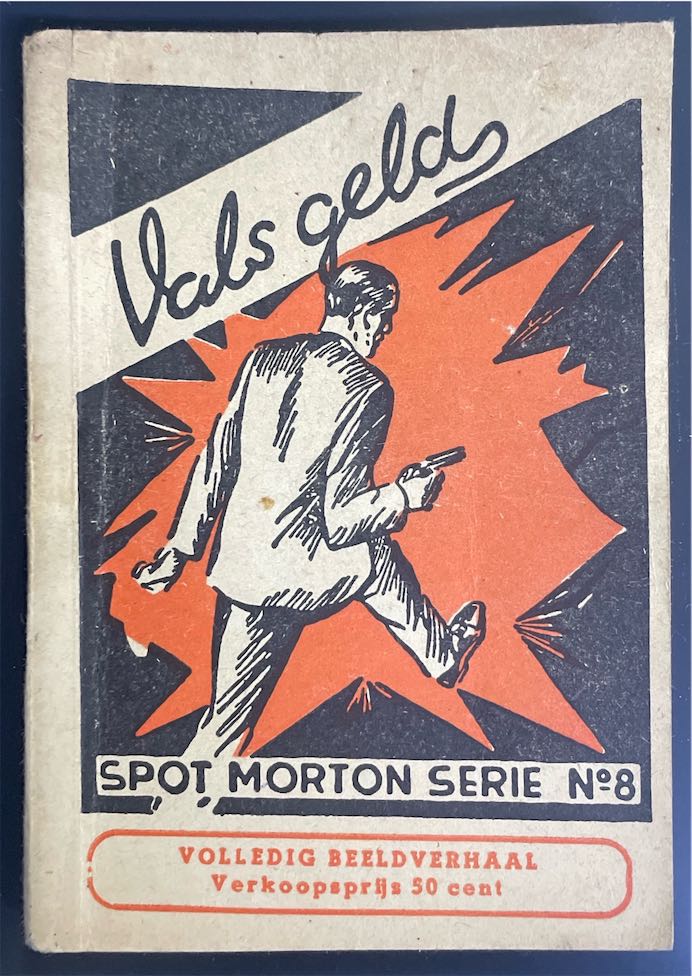 Vals geld
SPOT MORTON SERIE Nº8
VOLLEDIG BEELDVERHAAL
Verkoopsprijs 50 cent